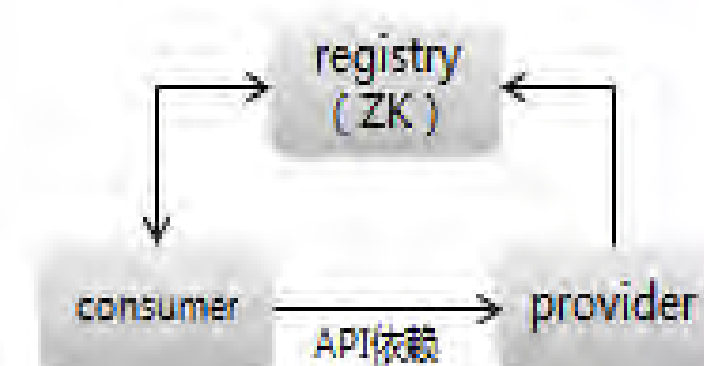 registry
( ZK )
consumer
provider
API依赖